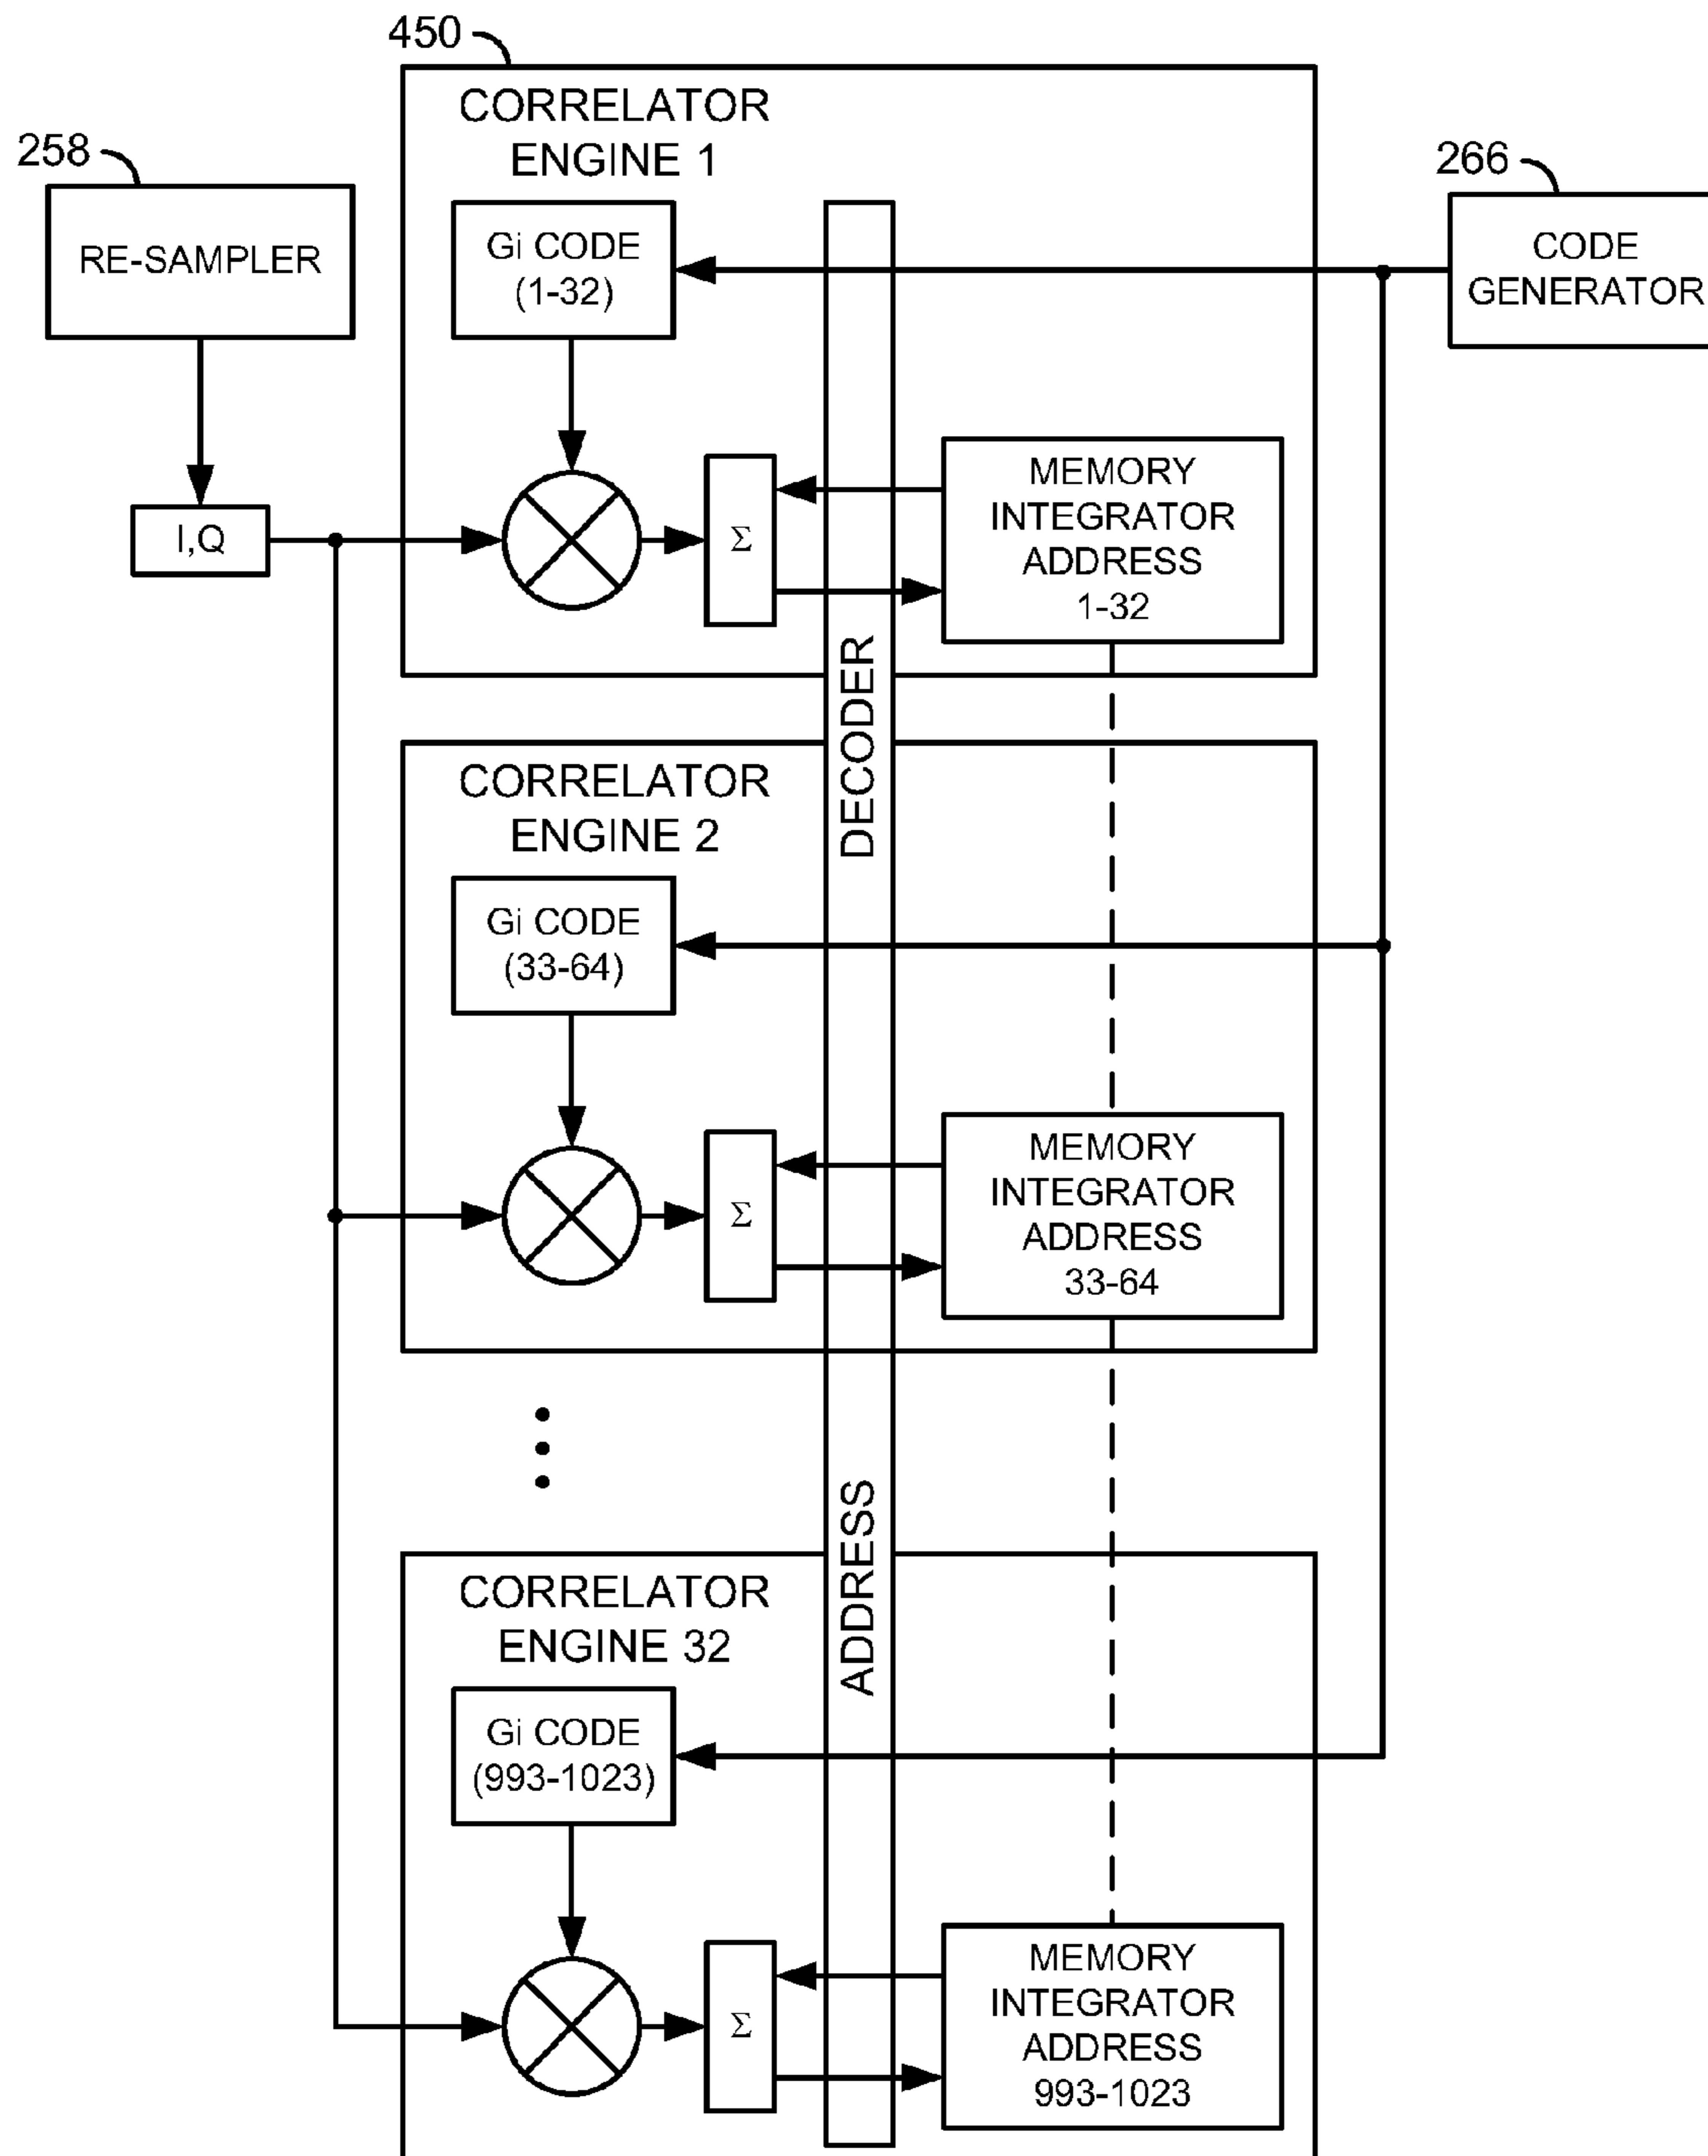 450
CORRELATOR
ENGINE 1
258
RE-SAMPLER
266
CODE
GENERATOR
Gi CODE
(1-32)
I,Q
Σ
MEMORY
INTEGRATOR
ADDRESS
1-32
DECODER
CORRELATOR
ENGINE 2
Gi CODE
(33-64)
Σ
MEMORY
INTEGRATOR
ADDRESS
33-64
ADDRESS
CORRELATOR
ENGINE 32
Gi CODE
(993-1023)
Σ
MEMORY
INTEGRATOR
ADDRESS
993-1023